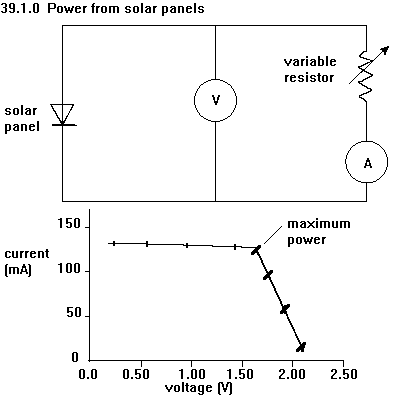 39.1.0 Power from solar panels
variable
resistor
solar
panel
V
A
maximum
power
current
(mA)
150
100
50
0
0.0 0.50 1.00 1.50 2.00 2.50
voltage (V)